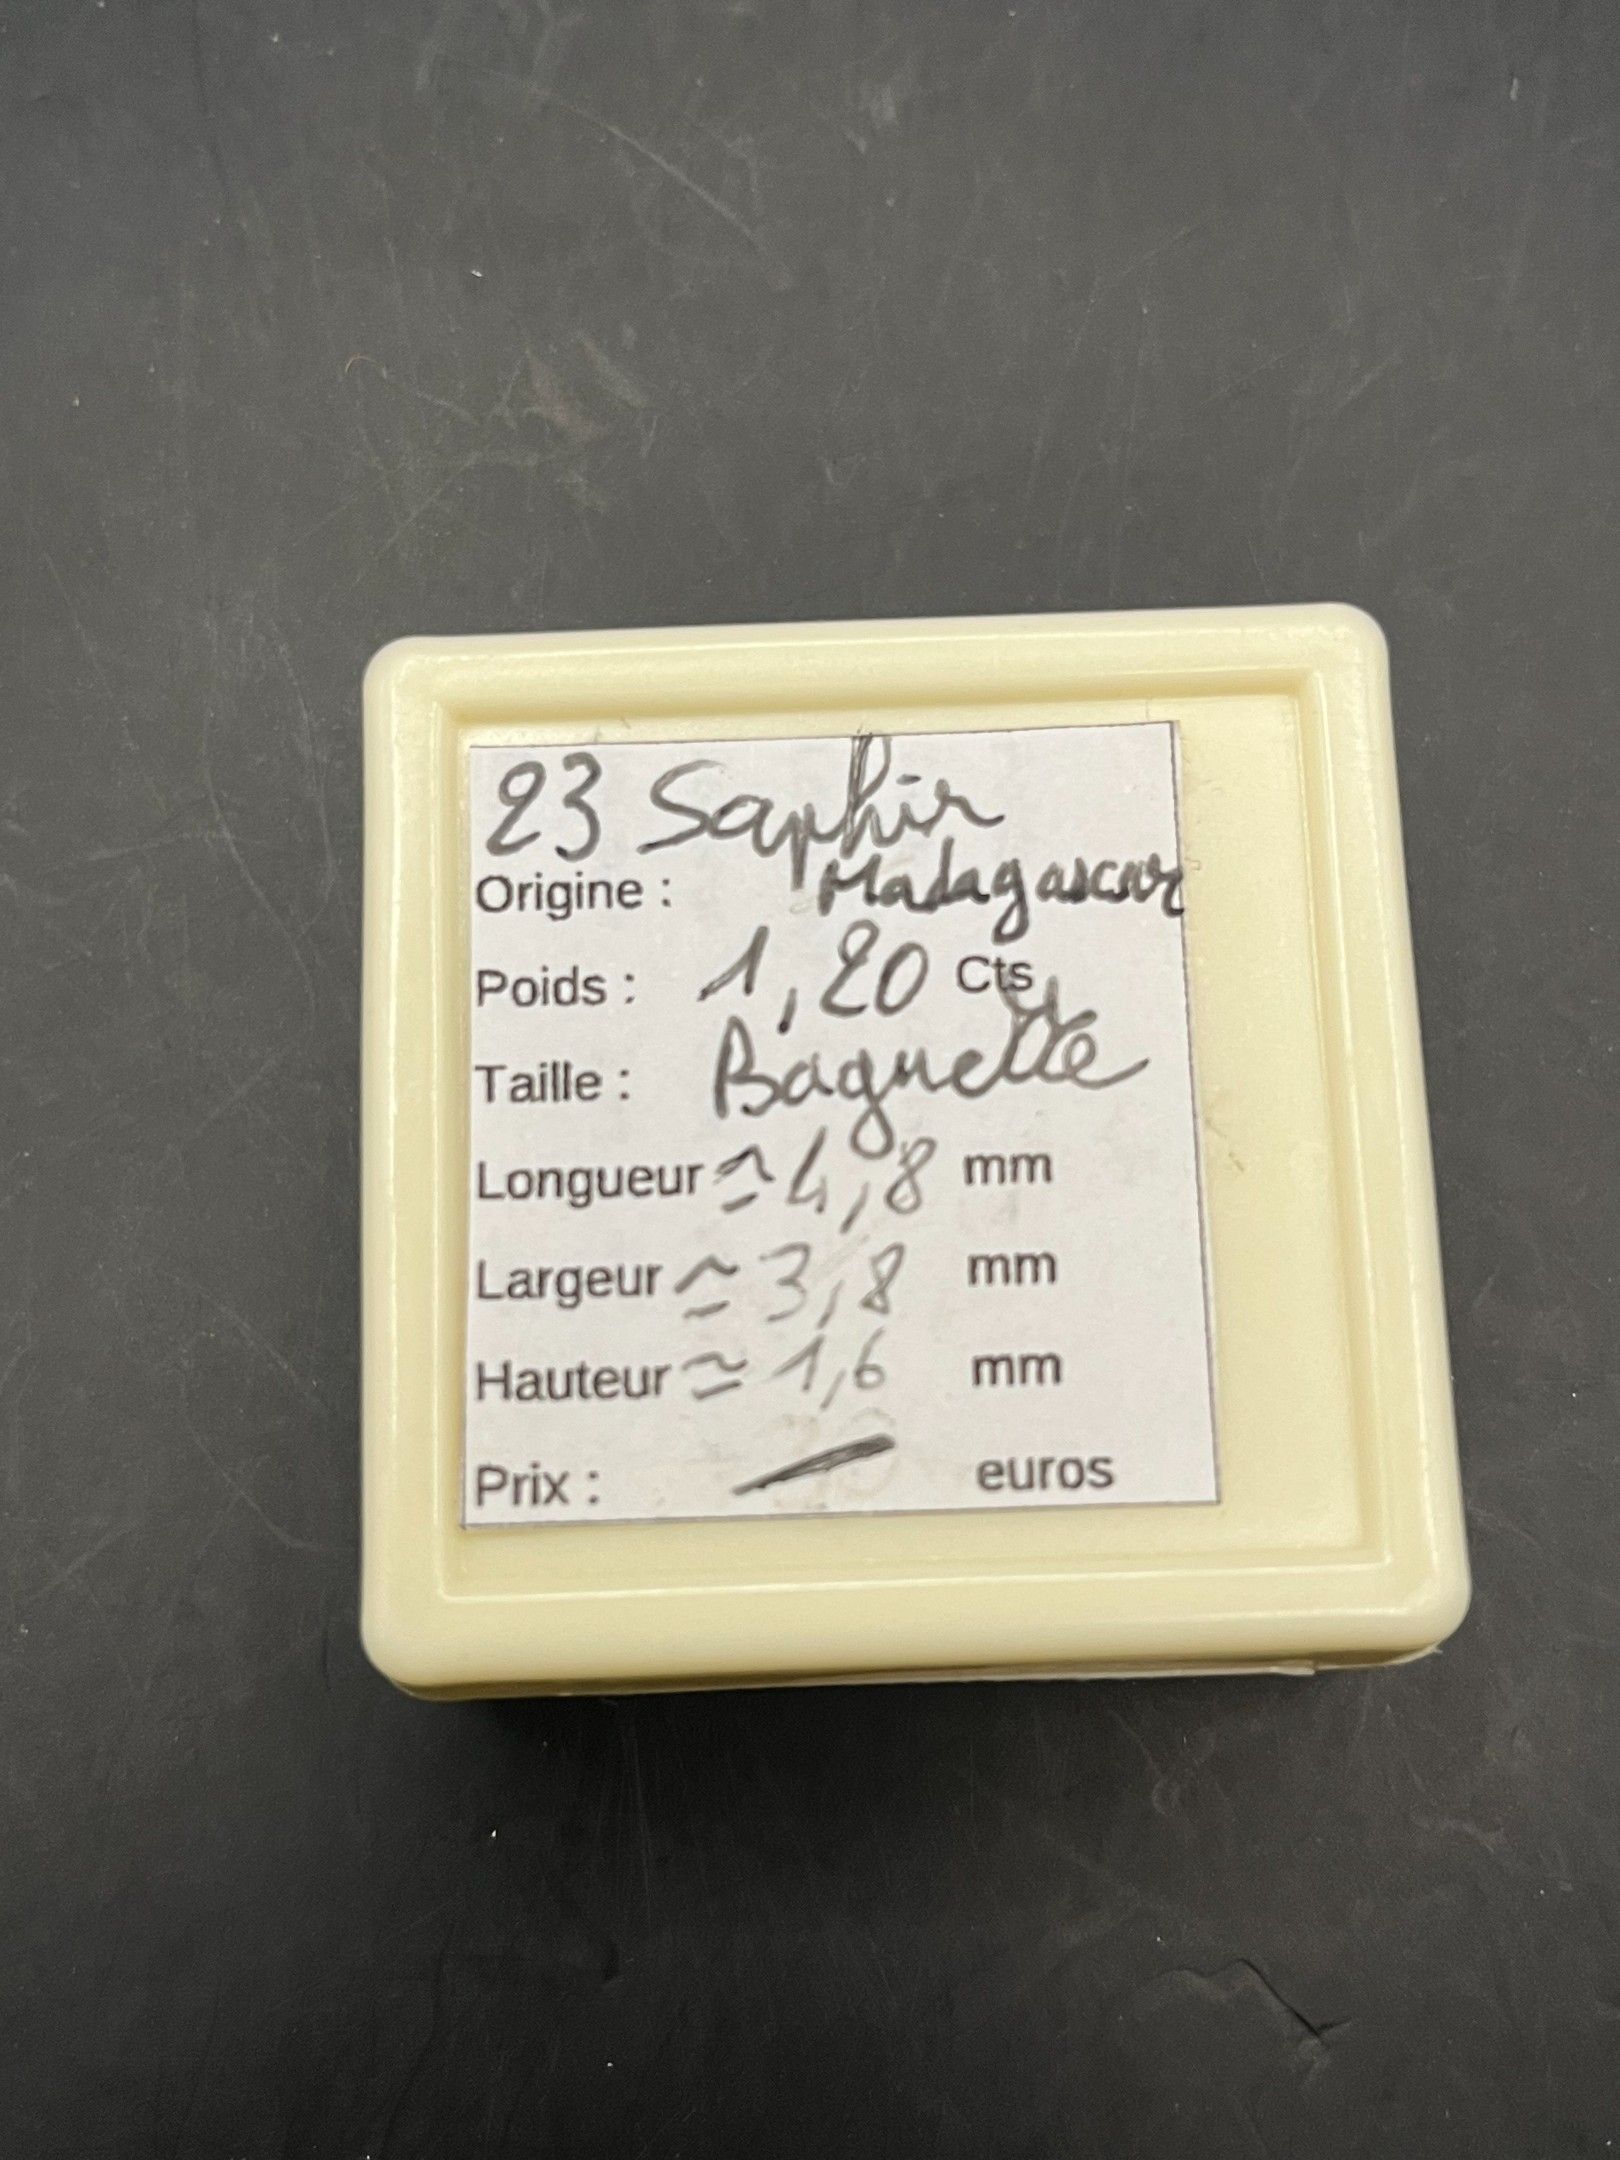 23 Saphir
Origine : Madagascar
Poids : 1,20 Cts
Taille : Baguette
Longueur ≃ 4,8 mm
Largeur ≃ 3,8 mm
Hauteur ≃ 1,6 mm
Prix : — euros